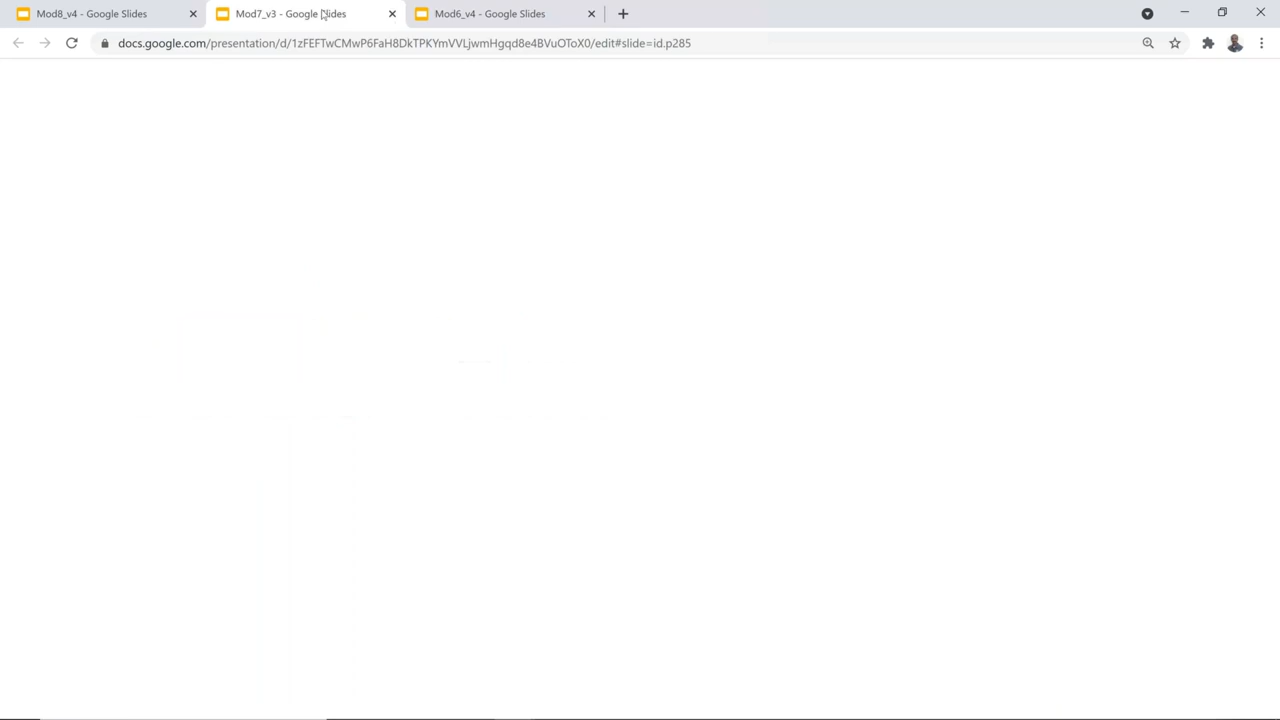 Mod8_v4 - Google Slides
Mod7_v3 - Google Slides
Mod6_v4 - Google Slides
docs.google.com/presentation/d/1zFEFTwCMwP6FaH8DkTPKYmVVLjwmHgqd8e4BVuOToX0/edit#slide=id.p285